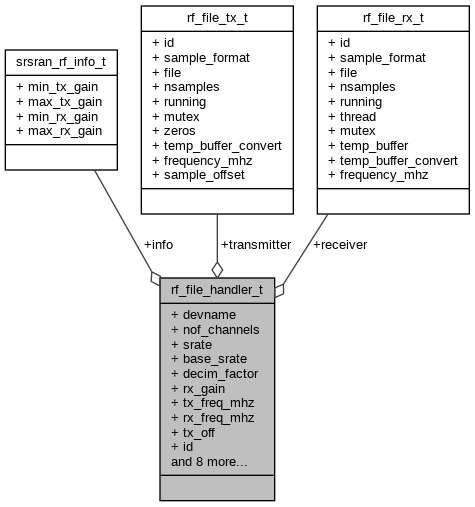 srsran_rf_info_t
+ min_tx_gain
+ max_tx_gain
+ min_rx_gain
+ max_rx_gain
rf_file_tx_t
+ id
+ sample_format
+ file
+ nsamples
+ running
+ mutex
+ zeros
+ temp_buffer_convert
+ frequency_mhz
+ sample_offset
rf_file_rx_t
+ id
+ sample_format
+ file
+ nsamples
+ running
+ thread
+ mutex
+ temp_buffer
+ temp_buffer_convert
+ frequency_mhz
+info
+transmitter
+receiver
rf_file_handler_t
+ devname
+ nof_channels
+ srate
+ base_srate
+ decim_factor
+ rx_gain
+ tx_freq_mhz
+ rx_freq_mhz
+ tx_off
+ id
and 8 more...